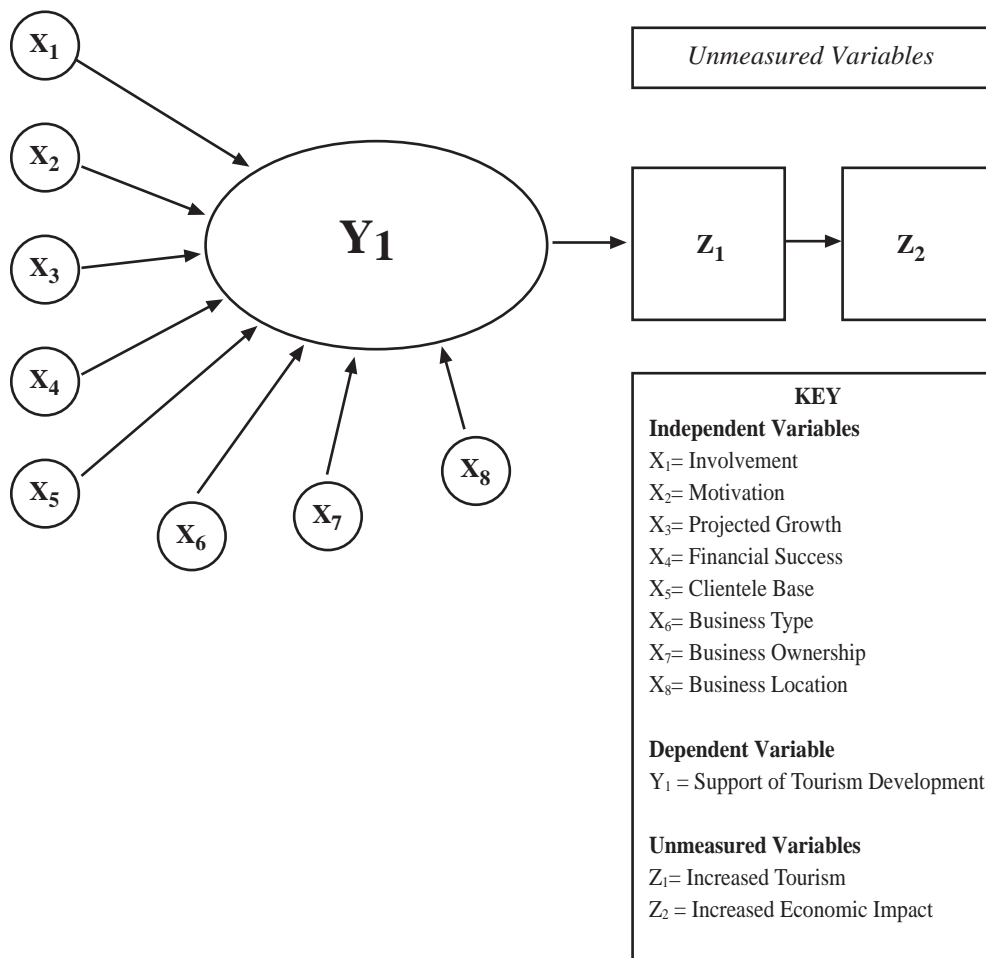 X₁
Unmeasured Variables
X₂
Y₁
Z₁
Z₂
X₃
X₄
X₅
X₆
X₇
X₈
KEY
Independent Variables
X₁= Involvement
X₂= Motivation
X₃= Projected Growth
X₄= Financial Success
X₅= Clientele Base
X₆= Business Type
X₇= Business Ownership
X₈= Business Location
Dependent Variable
Y₁ = Support of Tourism Development
Unmeasured Variables
Z₁= Increased Tourism
Z₂ = Increased Economic Impact